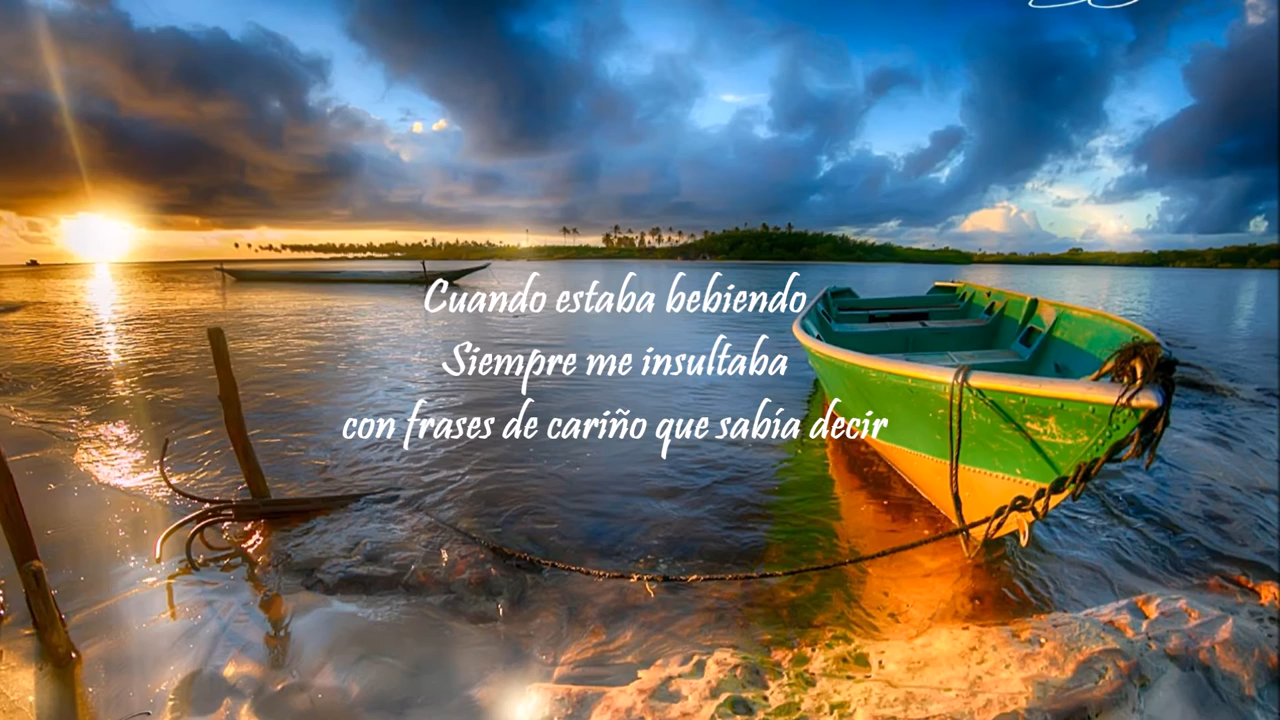 Cuando estaba bebiendo
Siempre me insultaba
con frases de cariño que sabía decir